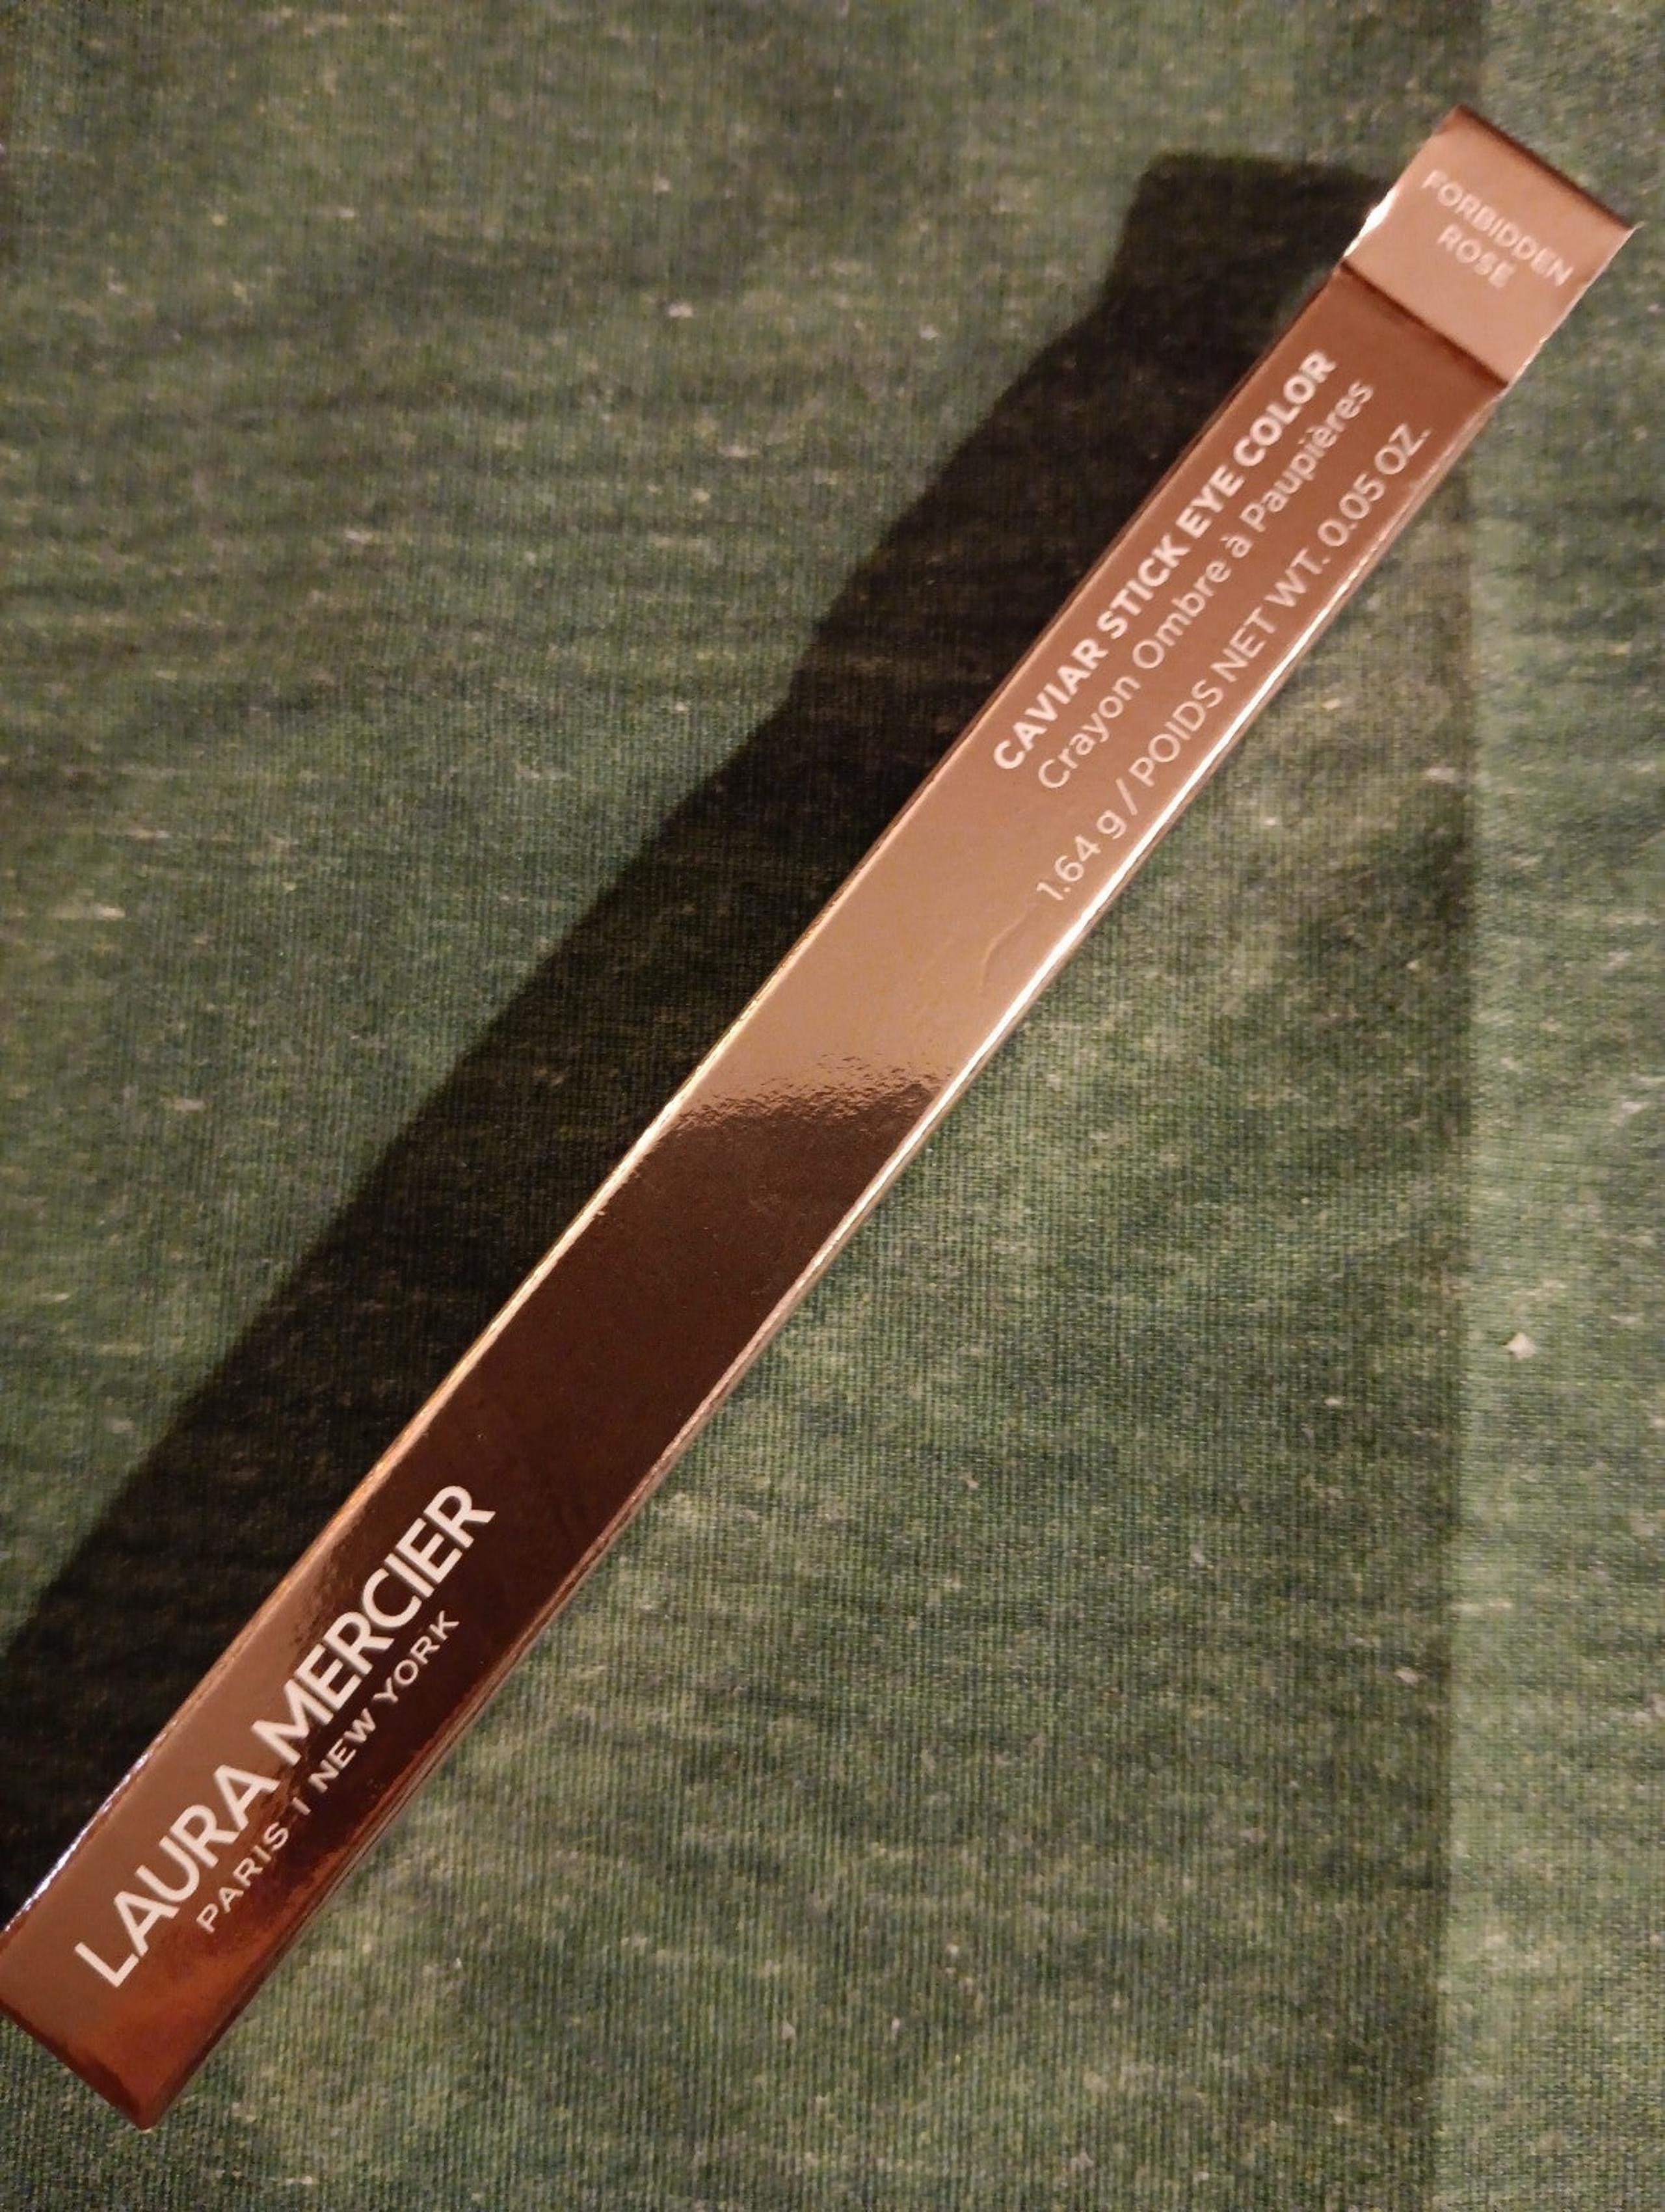 FORBIDDEN
ROSE
CAVIAR STICK EYE COLOR
Crayon Ombre à Paupières
1.64 g / POIDS NET WT. 0.05 OZ.
LAURA MERCIER
PARIS | NEW YORK